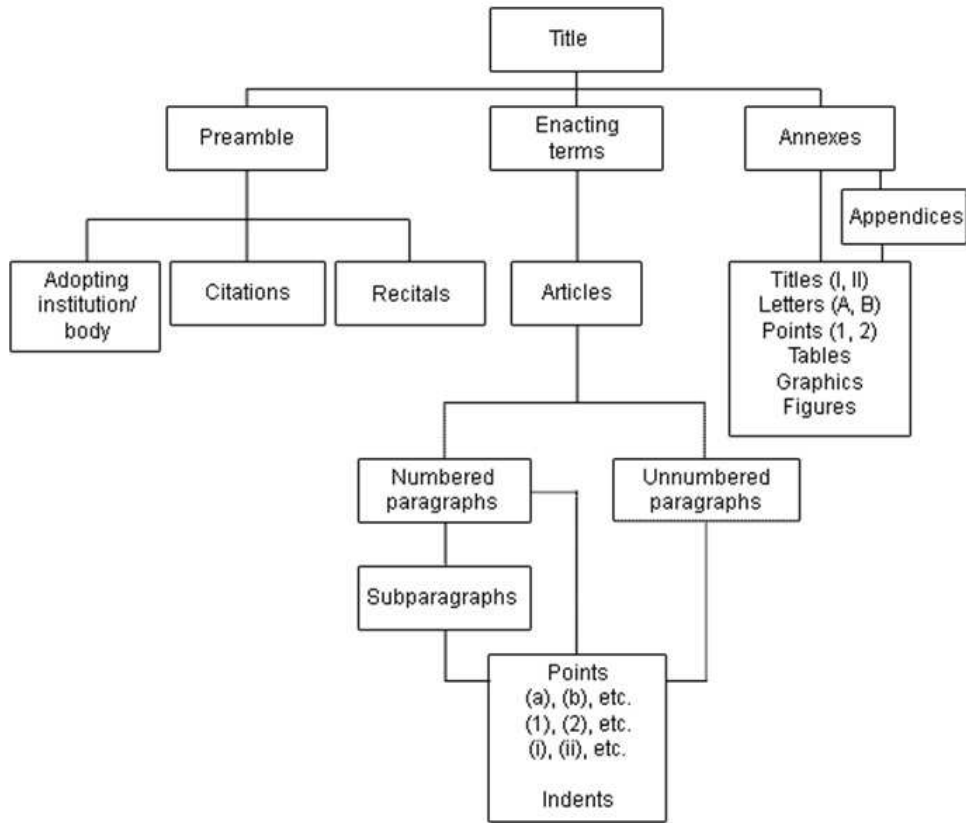 Title
Preamble
Enacting
terms
Annexes
Appendices
Adopting
institution/
body
Citations
Recitals
Articles
Titles (I, II)
Letters (A, B)
Points (1, 2)
Tables
Graphics
Figures
Numbered
paragraphs
Unnumbered
paragraphs
Subparagraphs
Points
(a), (b), etc.
(1), (2), etc.
(i), (ii), etc.
Indents